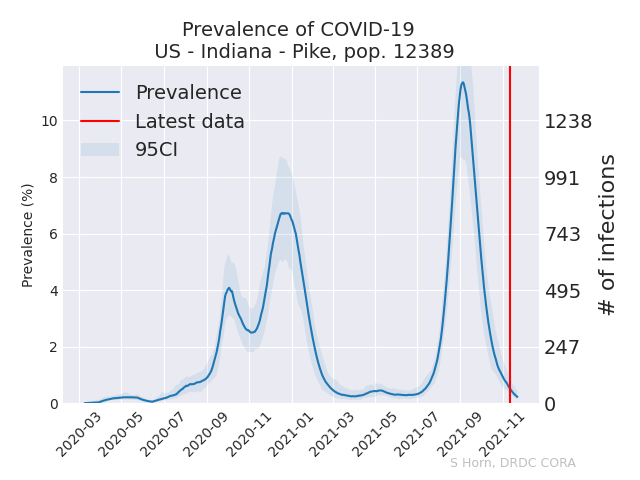 Prevalence of COVID-19
US - Indiana - Pike, pop. 12389
Prevalence
Latest data
95CI
Prevalence (%)
10
8
6
4
2
0
1238
991
743
495
247
0
# of infections
2020-03
2020-05
2020-07
2020-09
2020-11
2021-01
2021-03
2021-05
2021-07
2021-09
2021-11
S Horn, DRDC CORA